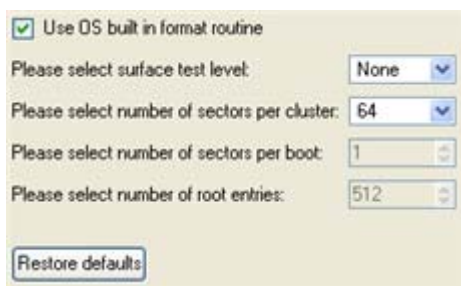 Use OS built in format routine
Please select surface test level: None
Please select number of sectors per cluster: 64
Please select number of sectors per boot: 1
Please select number of root entries: 512
Restore defaults